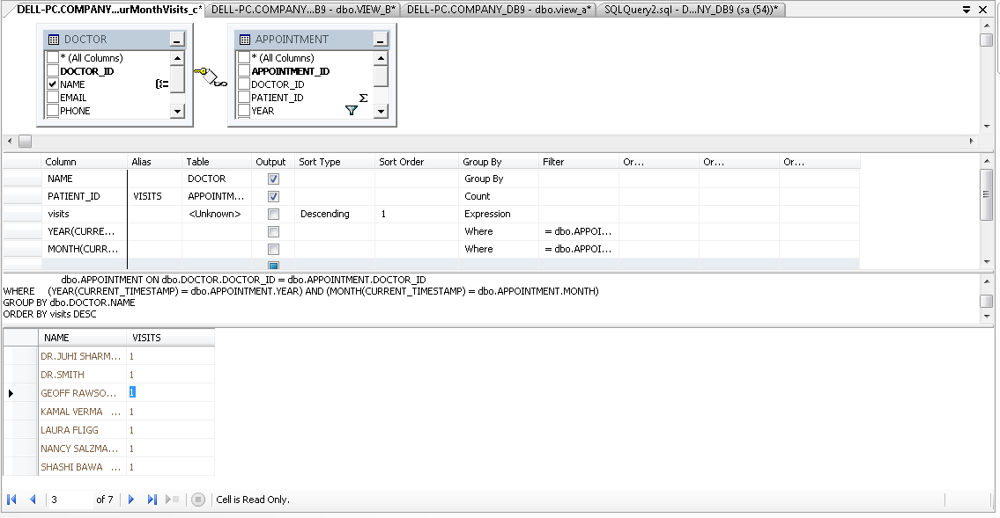 DELL-PC.COMPANY...urMonthVisits_c* DELL-PC.COMPANY...B9 - dbo.VIEW_B* DELL-PC.COMPANY_DB9 - dbo.view_a* SQLQuery2.sql - D...NY_DB9 (sa (54))*
DOCTOR
* (All Columns)
DOCTOR_ID
NAME
EMAIL
PHONE
APPOINTMENT
* (All Columns)
APPOINTMENT_ID
DOCTOR_ID
PATIENT_ID Σ
YEAR
Column Alias Table Output Sort Type Sort Order Group By Filter Or... Or... Or...
NAME DOCTOR Group By
PATIENT_ID VISITS APPOINTM... Count
visits <Unknown> Descending 1 Expression
YEAR(CURRE... Where = dbo.APPOI...
MONTH(CURR... Where = dbo.APPOI...
dbo.APPOINTMENT ON dbo.DOCTOR.DOCTOR_ID = dbo.APPOINTMENT.DOCTOR_ID
WHERE (YEAR(CURRENT_TIMESTAMP) = dbo.APPOINTMENT.YEAR) AND (MONTH(CURRENT_TIMESTAMP) = dbo.APPOINTMENT.MONTH)
GROUP BY dbo.DOCTOR.NAME
ORDER BY visits DESC
NAME VISITS
DR.JUHI SHARM... 1
DR.SMITH 1
GEOFF RAWSO... 1
KAMAL VERMA ... 1
LAURA FLIGG 1
NANCY SALZMA... 1
SHASHI BAWA ... 1
3 of 7 Cell is Read Only.